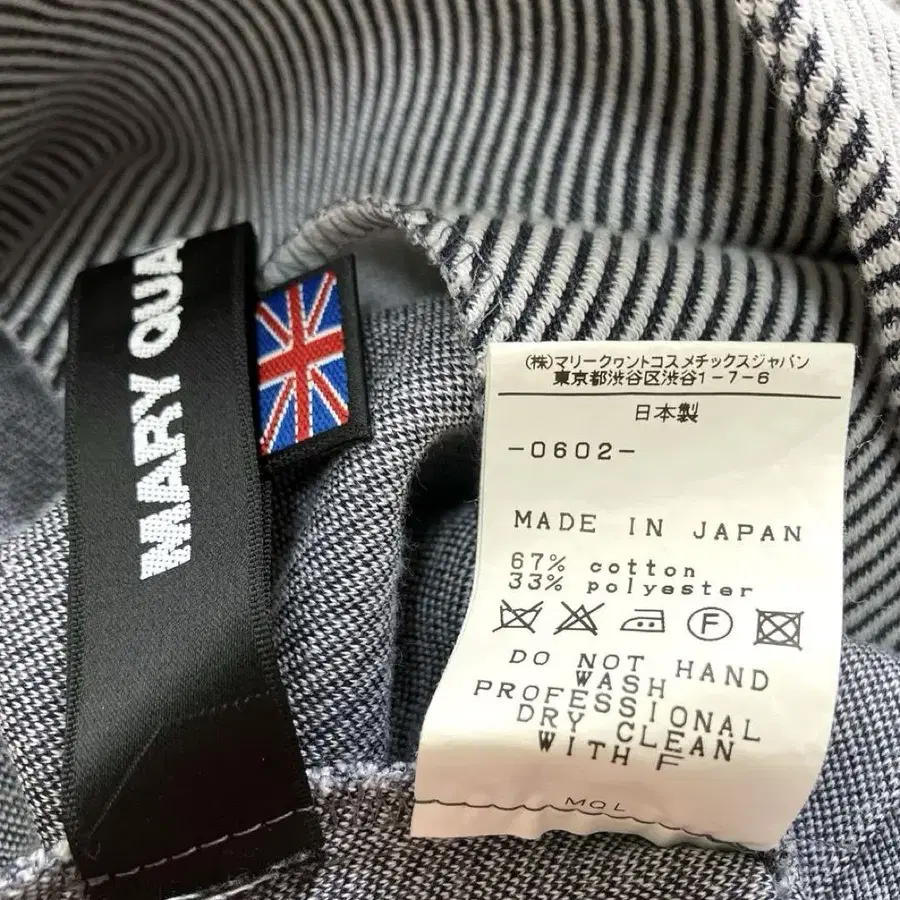 MARY QUA
(株)マリークヮントコスメチックスジャパン
東京都渋谷区渋谷1-7-6
日本製
-0602-
MADE IN JAPAN
67% cotton
33% polyester
F
DO NOT HAND
WASH
PROFESSIONAL
DRY CLEAN
WITH F
MOL